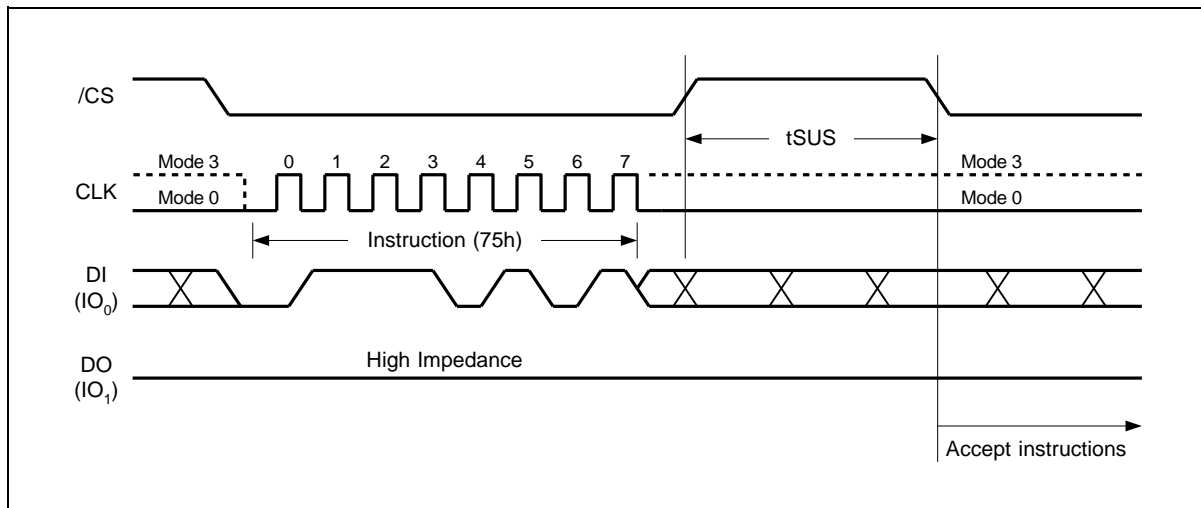 /CS
tSUS
Mode 3
0 1 2 3 4 5 6 7
Mode 3
CLK
Mode 0
Mode 0
Instruction (75h)
DI
(IO0)
High Impedance
DO
(IO1)
Accept instructions